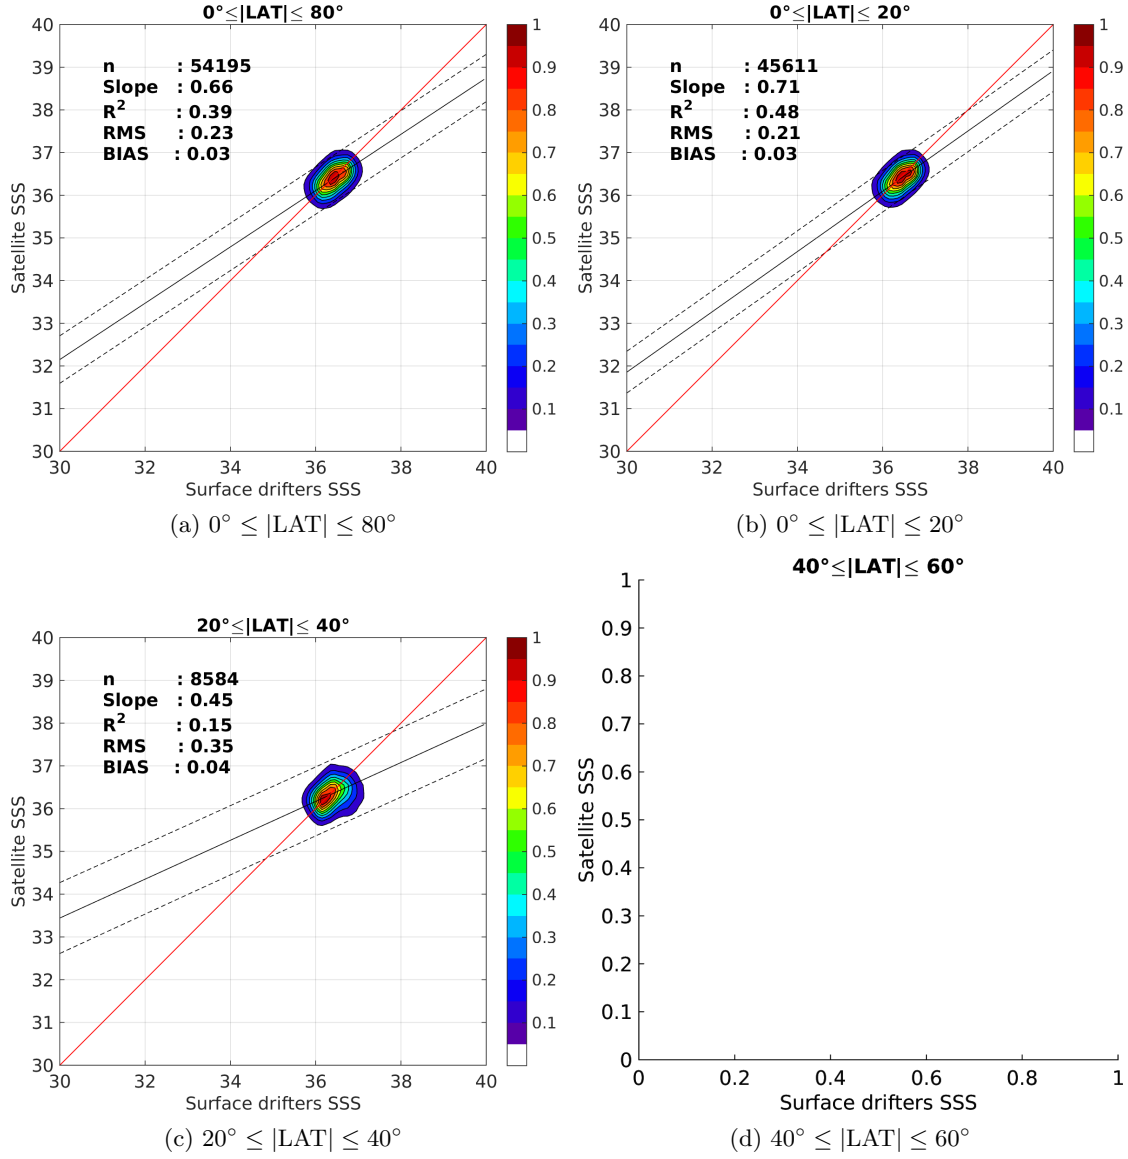 0°≤|LAT|≤ 80°
40
39
38
37
36
35
34
33
32
31
30
30 32 34 36 38 40
Satellite SSS
Surface drifters SSS
n : 54195
Slope : 0.66
R² : 0.39
RMS : 0.23
BIAS : 0.03
1
0.9
0.8
0.7
0.6
0.5
0.4
0.3
0.2
0.1
(a) 0° ≤ |LAT| ≤ 80°
0°≤|LAT|≤ 20°
40
39
38
37
36
35
34
33
32
31
30
30 32 34 36 38 40
Satellite SSS
Surface drifters SSS
n : 45611
Slope : 0.71
R² : 0.48
RMS : 0.21
BIAS : 0.03
1
0.9
0.8
0.7
0.6
0.5
0.4
0.3
0.2
0.1
(b) 0° ≤ |LAT| ≤ 20°
20°≤|LAT|≤ 40°
40
39
38
37
36
35
34
33
32
31
30
30 32 34 36 38 40
Satellite SSS
Surface drifters SSS
n : 8584
Slope : 0.45
R² : 0.15
RMS : 0.35
BIAS : 0.04
1
0.9
0.8
0.7
0.6
0.5
0.4
0.3
0.2
0.1
(c) 20° ≤ |LAT| ≤ 40°
40°≤|LAT|≤ 60°
1
0.9
0.8
0.7
0.6
0.5
0.4
0.3
0.2
0.1
0
0 0.2 0.4 0.6 0.8 1
Satellite SSS
Surface drifters SSS
(d) 40° ≤ |LAT| ≤ 60°